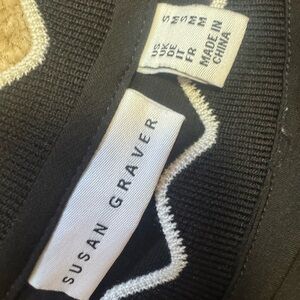 US S
UK M
DE M
IT M
FR M
MADE IN
CHINA
SUSAN GRAVER